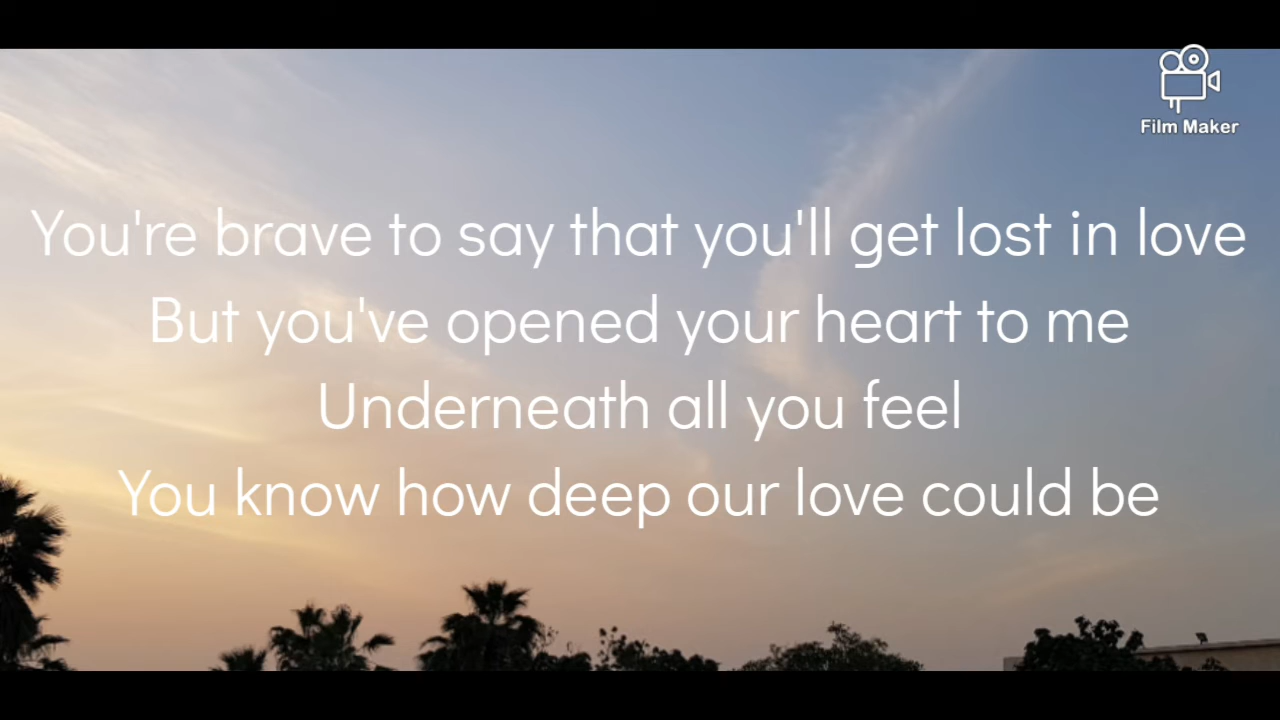 Film Maker
You're brave to say that you'll get lost in love
But you've opened your heart to me
Underneath all you feel
You know how deep our love could be